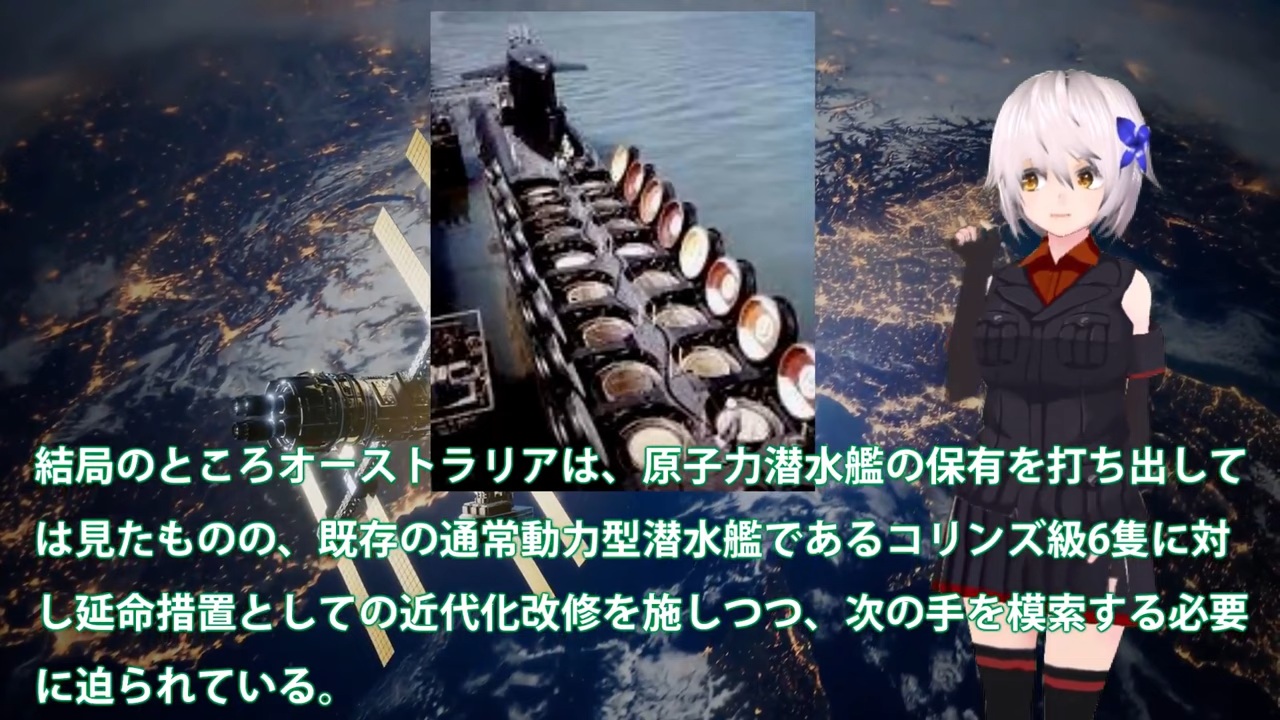 結局のところオーストラリアは、原子力潜水艦の保有を打ち出して
は見たものの、既存の通常動力型潜水艦であるコリンズ級6隻に対
し延命措置としての近代化改修を施しつつ、次の手を模索する必要
に迫られている。